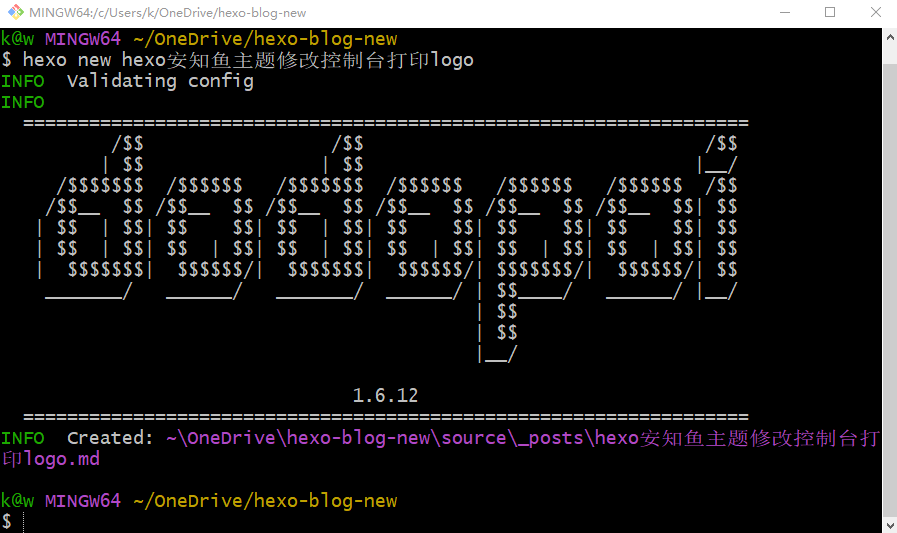 MINGW64:/c/Users/k/OneDrive/hexo-blog-new
k@w MINGW64 ~/OneDrive/hexo-blog-new
$ hexo new hexo安知鱼主题修改控制台打印logo
INFO  Validating config
INFO
  ==================================================================
          /$$                 /$$                               /$$
         | $$                | $$                              |__/
     /$$$$$$$  /$$$$$$   /$$$$$$$  /$$$$$$   /$$$$$$   /$$$$$$  /$$
    /$$__  $$ /$$__  $$ /$$__  $$ /$$__  $$ /$$__  $$ /$$__  $$| $$
   | $$  | $$| $$    $$| $$  | $$| $$    $$| $$    $$| $$    $$| $$
   | $$  | $$| $$  | $$| $$  | $$| $$  | $$| $$  | $$| $$  | $$| $$
   |  $$$$$$$|  $$$$$$/|  $$$$$$$|  $$$$$$/| $$$$$$$/|  $$$$$$/| $$
    _______/   ______/   _______/   ______/ | $$____/   ______/ |__/
                                           | $$
                                           | $$
                                           |__/
                                1.6.12
  ==================================================================
INFO  Created: ~\OneDrive\hexo-blog-new\source\_posts\hexo安知鱼主题修改控制台打
印logo.md
k@w MINGW64 ~/OneDrive/hexo-blog-new
$